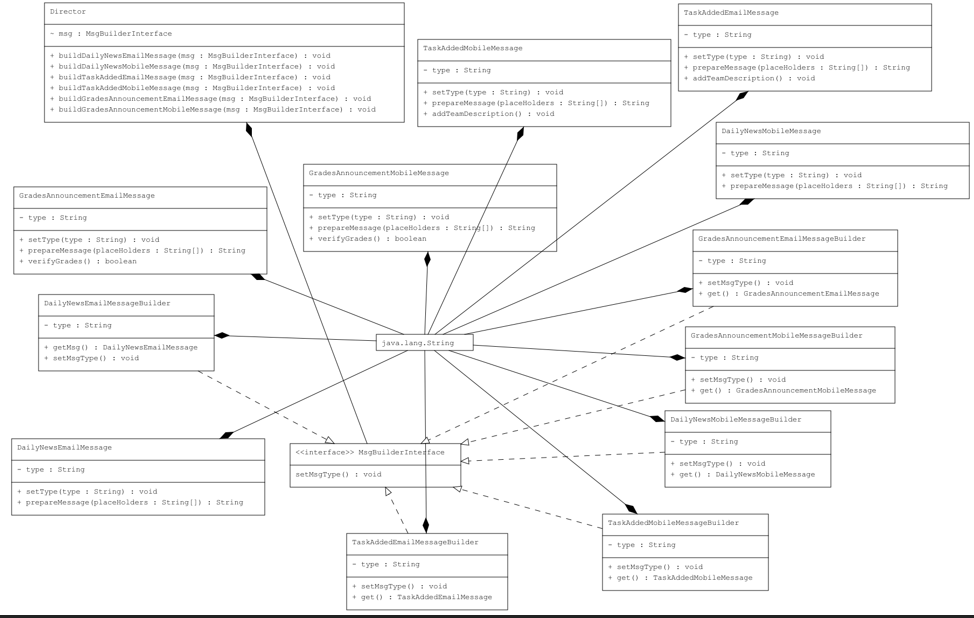 Director
- msg : MsgBuilderInterface
+ buildDailyNewsEmailMessage(msg : MsgBuilderInterface) : void
+ buildDailyNewsMobileMessage(msg : MsgBuilderInterface) : void
+ buildTaskAddedEmailMessage(msg : MsgBuilderInterface) : void
+ buildTaskAddedMobileMessage(msg : MsgBuilderInterface) : void
+ buildGradesAnnouncementEmailMessage(msg : MsgBuilderInterface) : void
+ buildGradesAnnouncementMobileMessage(msg : MsgBuilderInterface) : void
TaskAddedMobileMessage
- type : String
+ setType(type : String) : void
+ prepareMessage(placeHolders : String[]) : String
+ addTeamDescription() : void
TaskAddedEmailMessage
- type : String
+ setType(type : String) : void
+ prepareMessage(placeHolders : String[]) : String
+ addTeamDescription() : void
DailyNewsMobileMessage
- type : String
+ setType(type : String) : void
+ prepareMessage(placeHolders : String[]) : String
GradesAnnouncementMobileMessage
- type : String
+ setType(type : String) : void
+ prepareMessage(placeHolders : String[]) : String
+ verifyGrades() : boolean
GradesAnnouncementEmailMessage
- type : String
+ setType(type : String) : void
+ prepareMessage(placeHolders : String[]) : String
+ verifyGrades() : boolean
GradesAnnouncementEmailMessageBuilder
- type : String
+ setMsgType() : void
+ get() : GradesAnnouncementEmailMessage
DailyNewsEmailMessageBuilder
- type : String
+ getMsg() : DailyNewsEmailMessage
+ setMsgType() : void
java.lang.String
GradesAnnouncementMobileMessageBuilder
- type : String
+ setMsgType() : void
+ get() : GradesAnnouncementMobileMessage
DailyNewsMobileMessageBuilder
- type : String
+ setMsgType() : void
+ get() : DailyNewsMobileMessage
DailyNewsEmailMessage
- type : String
+ setType(type : String) : void
+ prepareMessage(placeHolders : String[]) : String
<<interface>> MsgBuilderInterface
setMsgType() : void
TaskAddedMobileMessageBuilder
- type : String
+ setMsgType() : void
+ get() : TaskAddedMobileMessage
TaskAddedEmailMessageBuilder
- type : String
+ setMsgType() : void
+ get() : TaskAddedEmailMessage